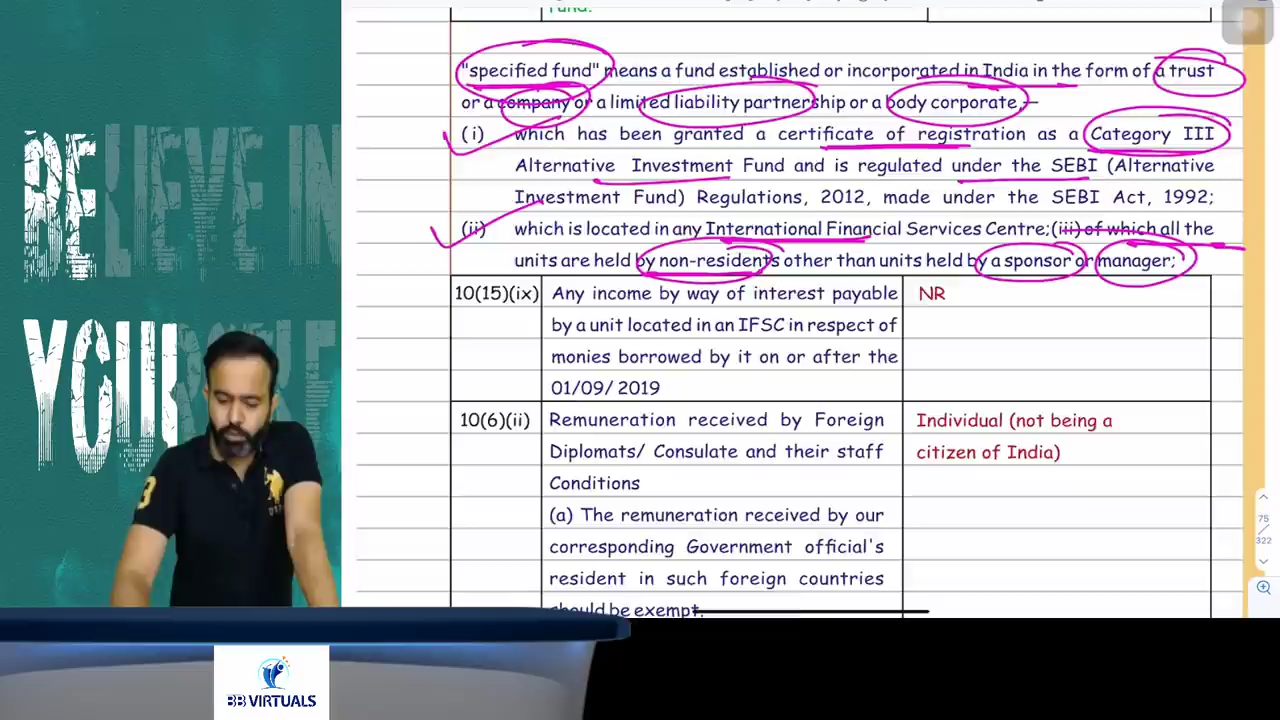 BELIEVE IN
YOURSELF
3
fund.
"specified fund" means a fund established or incorporated in India in the form of a trust
or a company or a limited liability partnership or a body corporate,—
(i) which has been granted a certificate of registration as a Category III
Alternative Investment Fund and is regulated under the SEBI (Alternative
Investment Fund) Regulations, 2012, made under the SEBI Act, 1992;
(ii) which is located in any International Financial Services Centre;(iii) of which all the
units are held by non-residents other than units held by a sponsor or manager;
10(15)(ix) Any income by way of interest payable NR
by a unit located in an IFSC in respect of
monies borrowed by it on or after the
01/09/ 2019
10(6)(ii) Remuneration received by Foreign Individual (not being a
Diplomats/ Consulate and their staff citizen of India)
Conditions
(a) The remuneration received by our
corresponding Government official's
resident in such foreign countries
should be exempt.
75
322
BB VIRTUALS